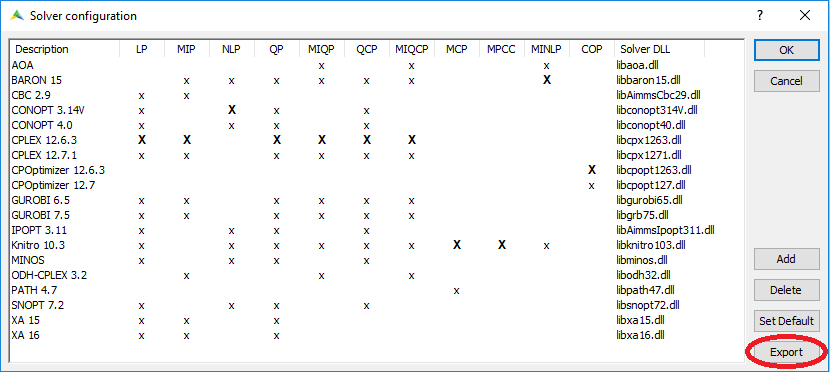 Solver configuration
Description LP MIP NLP QP MIQP QCP MIQCP MCP MPCC MINLP COP Solver DLL
AOA x x x libaoa.dll
BARON 15 x x x x x x X libbaron15.dll
CBC 2.9 x x libAimmsCbc29.dll
CONOPT 3.14V x X x x libconopt314V.dll
CONOPT 4.0 x x x x libconopt40.dll
CPLEX 12.6.3 X X X X X X libcpx1263.dll
CPLEX 12.7.1 x x x x x x libcpx1271.dll
CPOptimizer 12.6.3 X libcpopt1263.dll
CPOptimizer 12.7 x libcpopt127.dll
GUROBI 6.5 x x x x x x libgurobi65.dll
GUROBI 7.5 x x x x x x libgrb75.dll
IPOPT 3.11 x x x x libAimmsIpopt311.dll
Knitro 10.3 x x x x x x x X X x libknitro103.dll
MINOS x x x x libminos.dll
ODH-CPLEX 3.2 x x x libodh32.dll
PATH 4.7 x libpath47.dll
SNOPT 7.2 x x x x libsnopt72.dll
XA 15 x x x libxa15.dll
XA 16 x x x libxa16.dll
OK
Cancel
Add
Delete
Set Default
Export